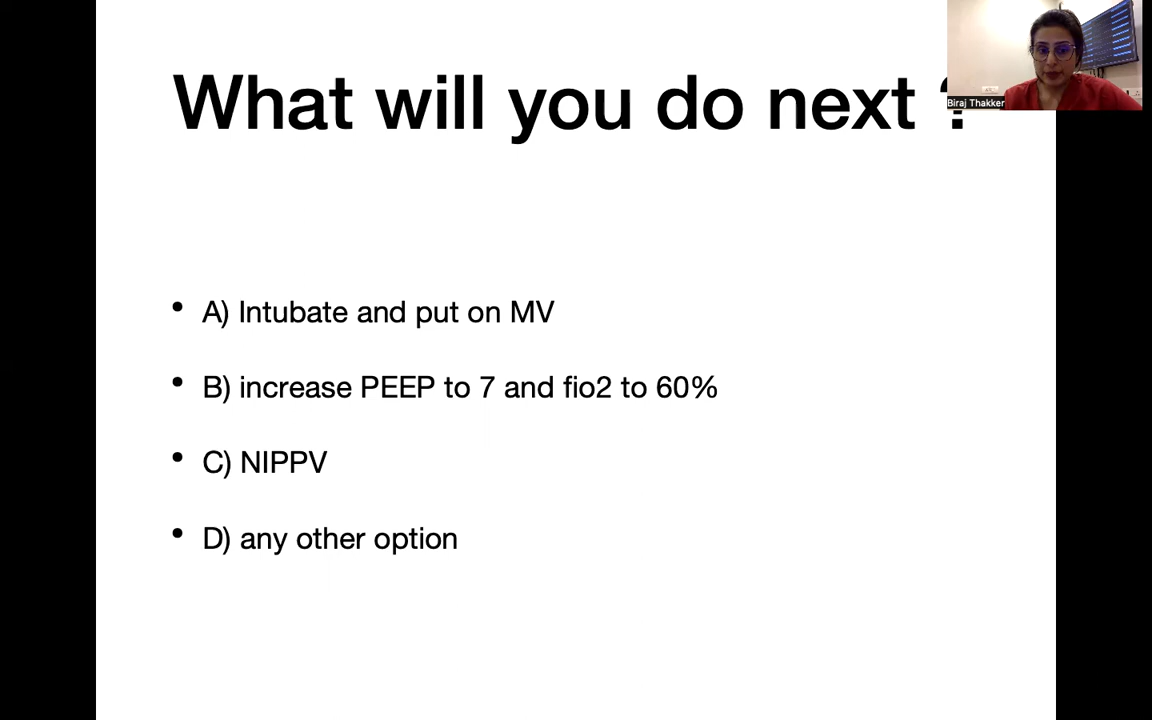 What will you do next ?
Biraj Thakker
• A) Intubate and put on MV
• B) increase PEEP to 7 and fio2 to 60%
• C) NIPPV
• D) any other option